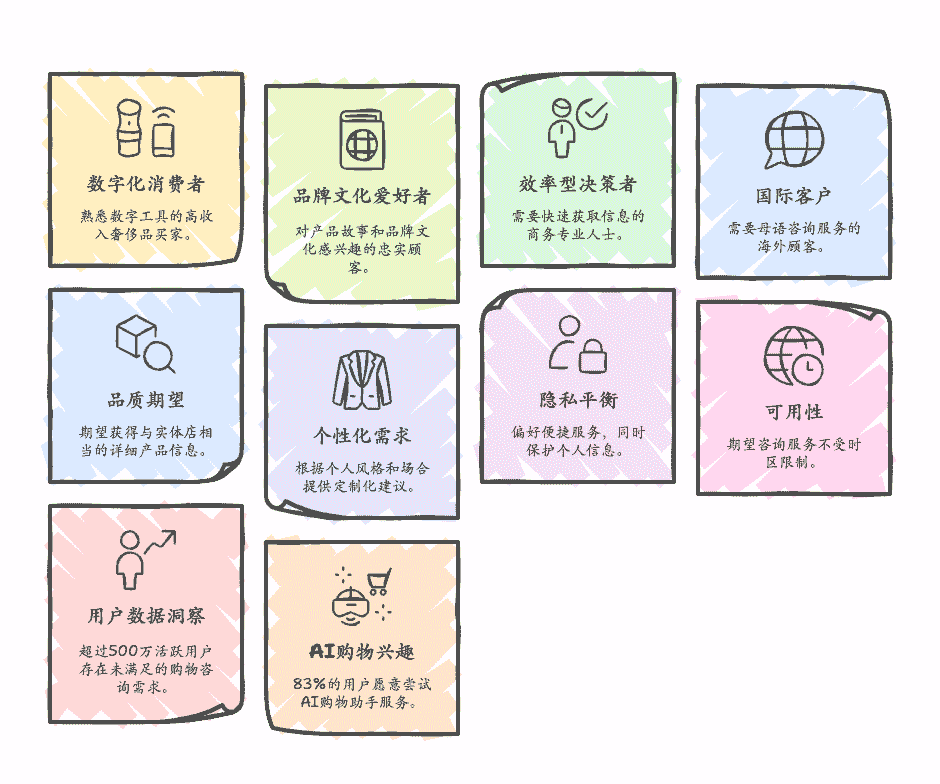 数字化消费者
熟悉数字工具的高收
入奢侈品买家。
品牌文化爱好者
对产品故事和品牌文
化感兴趣的忠实顾
客。
效率型决策者
需要快速获取信息的
商务专业人士。
国际客户
需要母语咨询服务的
海外顾客。
品质期望
期望获得与实体店相
当的详细产品信息。
个性化需求
根据个人风格和场合
提供定制化建议。
隐私平衡
偏好便捷服务，同时
保护个人信息。
可用性
期望咨询服务不受时
区限制。
用户数据洞察
超过500万活跃用户
存在未满足的购物咨
询需求。
AI购物兴趣
83%的用户愿意尝试
AI购物助手服务。